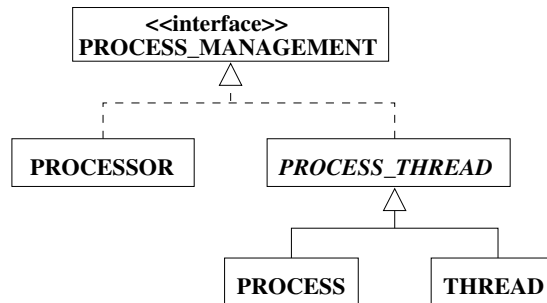 <<interface>>
PROCESS_MANAGEMENT
PROCESSOR
PROCESS_THREAD
PROCESS
THREAD